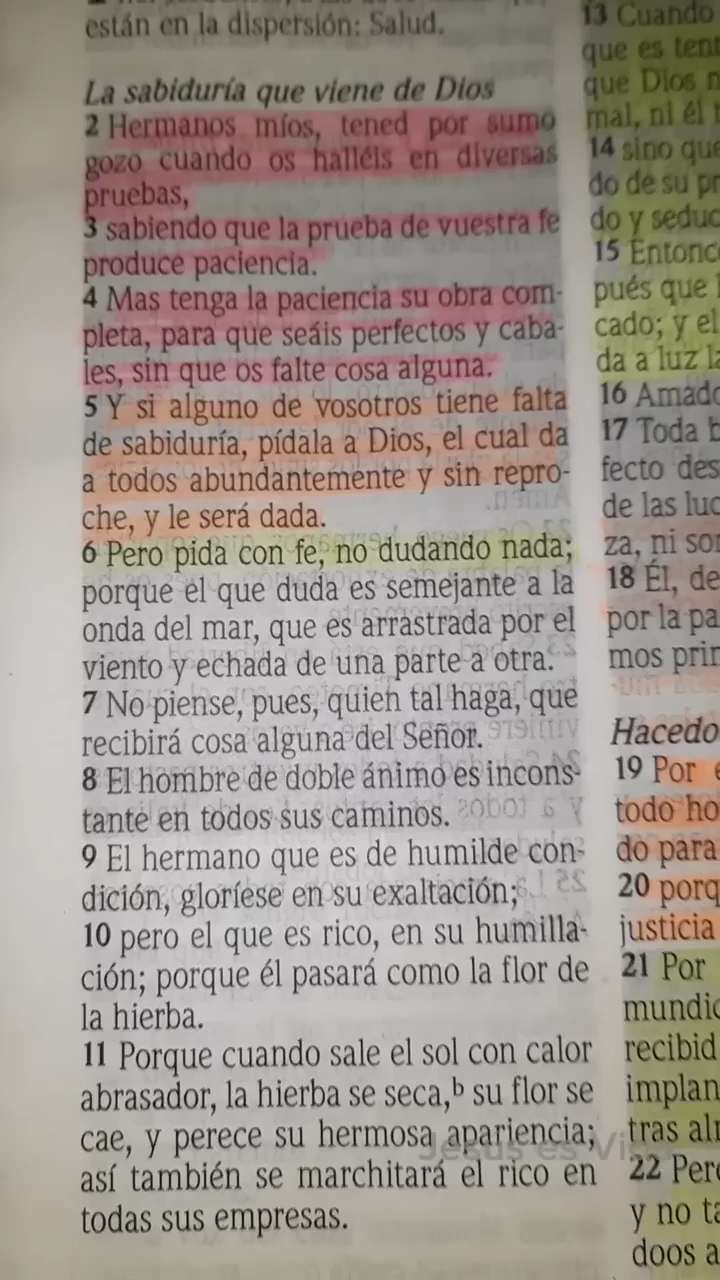 están en la dispersión: Salud.
La sabiduría que viene de Dios
2 Hermanos míos, tened por sumo
gozo cuando os halléis en diversas
pruebas,
3 sabiendo que la prueba de vuestra fe
produce paciencia.
4 Mas tenga la paciencia su obra com-
pleta, para que seáis perfectos y caba-
les, sin que os falte cosa alguna.
5 Y si alguno de vosotros tiene falta
de sabiduría, pídala a Dios, el cual da
a todos abundantemente y sin repro-
che, y le será dada.
6 Pero pida con fe, no dudando nada;
porque el que duda es semejante a la
onda del mar, que es arrastrada por el
viento y echada de una parte a otra.
7 No piense, pues, quien tal haga, que
recibirá cosa alguna del Señor.
8 El hombre de doble ánimo es incons-
tante en todos sus caminos.
9 El hermano que es de humilde con-
dición, gloríese en su exaltación;
10 pero el que es rico, en su humilla-
ción; porque él pasará como la flor de
la hierba.
11 Porque cuando sale el sol con calor
abrasador, la hierba se seca,b su flor se
cae, y perece su hermosa apariencia;
así también se marchitará el rico en
todas sus empresas.
13 Cuando
que es tent
que Dios
mal, ni él
14 sino que
do de su pr
do y seduc
15 Entonc
pués que
cado; y el
da a luz la
16 Amado
17 Toda b
fecto des
de las luc
za, ni som
18 Él, de
por la pa
mos prim
Hacedo
19 Por
todo ho
do para
20 porq
justicia
21 Por
mundic
recibid
implan
tras alm
22 Pero
y no ta
doos a
Jesús es Vi